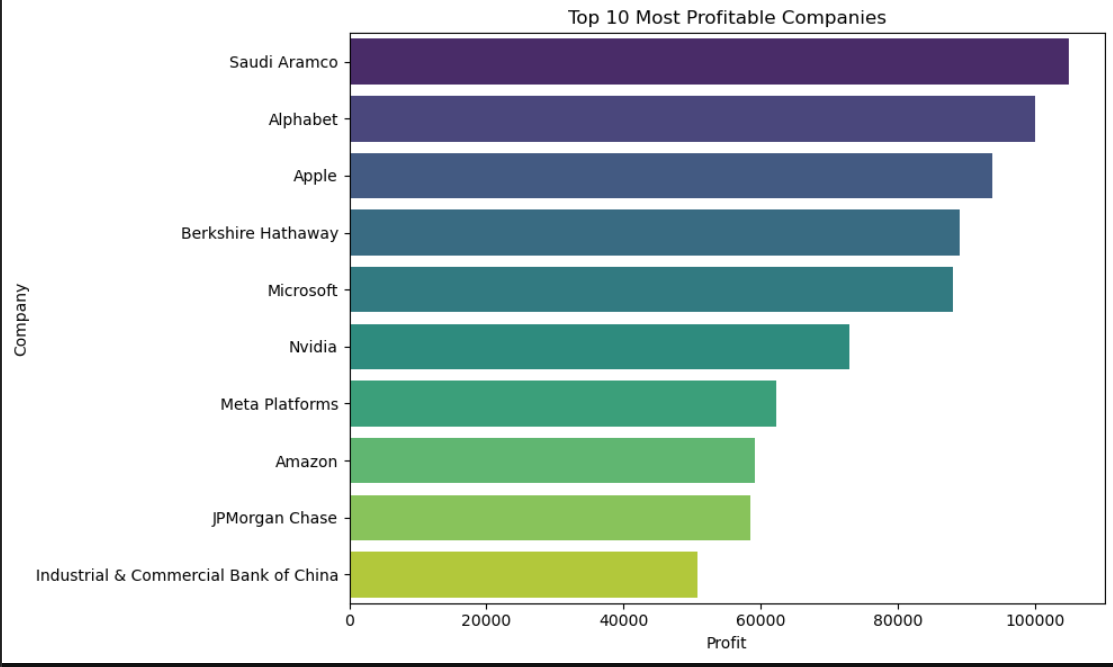 Top 10 Most Profitable Companies
Saudi Aramco
Alphabet
Apple
Berkshire Hathaway
Microsoft
Nvidia
Meta Platforms
Amazon
JPMorgan Chase
Industrial & Commercial Bank of China
Company
0 20000 40000 60000 80000 100000
Profit